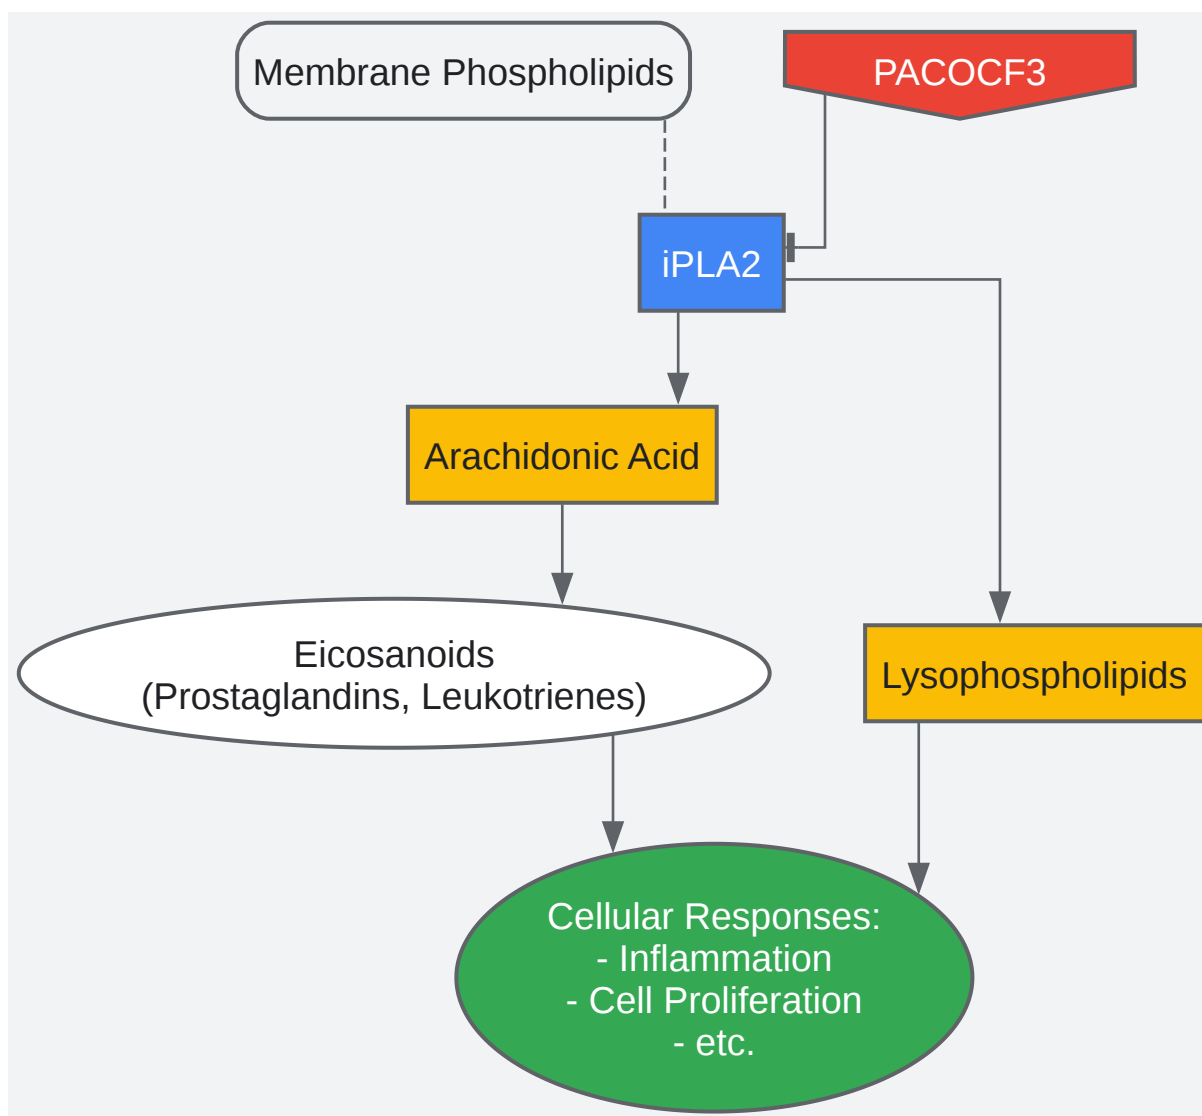 Membrane Phospholipids
PACOCF3
iPLA2
Arachidonic Acid
Eicosanoids
(Prostaglandins, Leukotrienes)
Lysophospholipids
Cellular Responses:
- Inflammation
- Cell Proliferation
- etc.